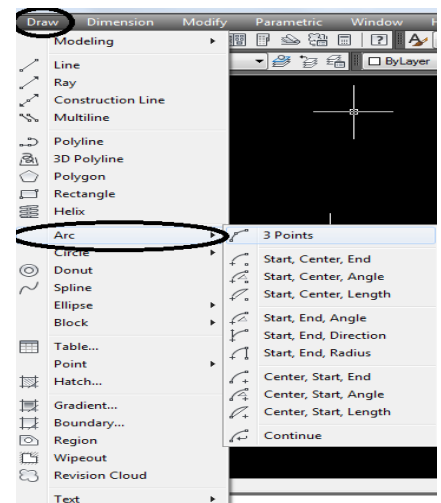 Draw Dimension Modify Parametric Window H
Modeling
Line
Ray
Construction Line
Multiline
Polyline
3D Polyline
Polygon
Rectangle
Helix
Arc
Circle
Donut
Spline
Ellipse
Block
Table...
Point
Hatch...
Gradient...
Boundary...
Region
Wipeout
Revision Cloud
Text
ByLayer
3 Points
Start, Center, End
Start, Center, Angle
Start, Center, Length
Start, End, Angle
Start, End, Direction
Start, End, Radius
Center, Start, End
Center, Start, Angle
Center, Start, Length
Continue